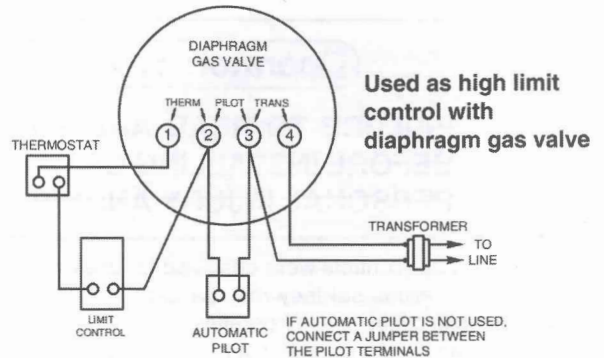 DIAPHRAGM
GAS VALVE
THERM PILOT TRANS
1 2 3 4
Used as high limit
control with
diaphragm gas valve
THERMOSTAT
TRANSFORMER
TO
LINE
LIMIT
CONTROL
AUTOMATIC
PILOT
IF AUTOMATIC PILOT IS NOT USED,
CONNECT A JUMPER BETWEEN
THE PILOT TERMINALS